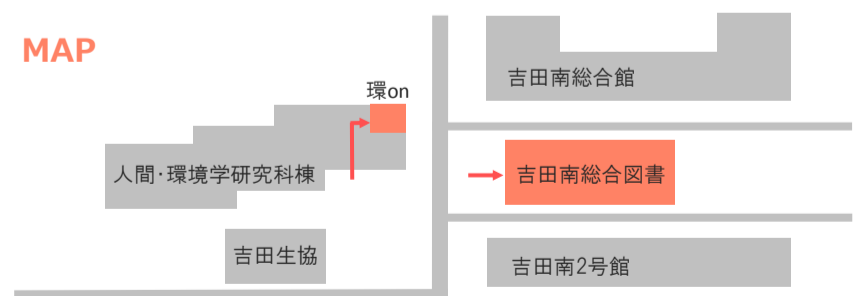 MAP
環on
吉田南総合館
人間・環境学研究科棟
吉田南総合図書
吉田生協
吉田南2号館